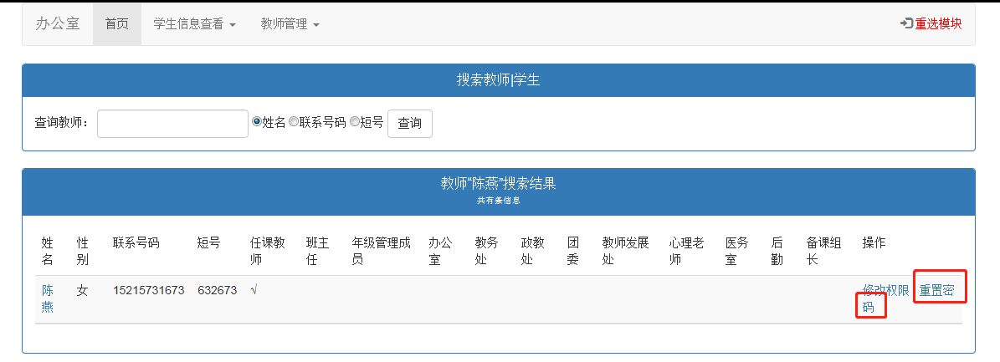 办公室 首页 学生信息查看 教师管理 重选模块
搜索教师|学生
查询教师: 姓名 联系号码 短号 查询
教师"陈燕"搜索结果
共有条信息
姓名 性别 联系号码 短号 任课教师 班主任 年级管理成员 办公室 教务处 政教处 团委 教师发展处 心理老师 医务室 后勤 备课组长 操作
陈燕 女 15215731673 632673 √ 修改权限 重置密码